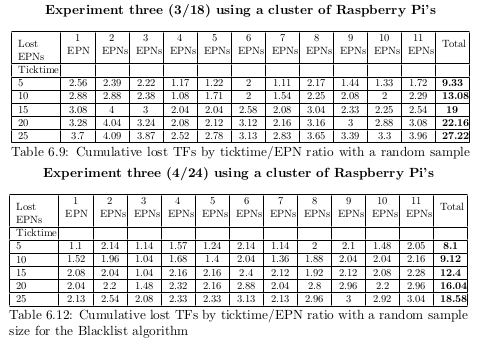 Experiment three (3/18) using a cluster of Raspberry Pi's
Lost EPNs 1 EPN 2 EPNs 3 EPNs 4 EPNs 5 EPNs 6 EPNs 7 EPNs 8 EPNs 9 EPNs 10 EPNs 11 EPNs Total
Ticktime
5 2.56 2.39 2.22 1.17 1.22 2 1.11 2.17 1.44 1.33 1.72 9.33
10 2.88 2.88 2.38 1.08 1.71 2 1.54 2.25 2.08 2 2.29 13.08
15 3.08 4 3 2.04 2.04 2.58 2.08 3.04 2.33 2.25 2.54 19
20 3.28 4.04 3.24 2.08 2.12 3.12 2.16 3.16 3 2.88 3.08 22.16
25 3.7 4.09 3.87 2.52 2.78 3.13 2.83 3.65 3.39 3.3 3.96 27.22
Table 6.9: Cumulative lost TFs by ticktime/EPN ratio with a random sample
Experiment three (4/24) using a cluster of Raspberry Pi's
Lost EPNs 1 EPN 2 EPNs 3 EPNs 4 EPNs 5 EPNs 6 EPNs 7 EPNs 8 EPNs 9 EPNs 10 EPNs 11 EPNs Total
Ticktime
5 1.1 2.14 1.14 1.57 1.24 2.14 1.14 2 2.1 1.48 2.05 8.1
10 1.52 1.96 1.04 1.68 1.4 2.04 1.36 1.88 2.04 2.04 2.16 9.12
15 2.08 2.04 1.04 2.16 2.16 2.4 2.12 1.92 2.12 2.08 2.28 12.4
20 2.04 2.2 1.48 2.32 2.16 2.88 2.04 2.8 2.96 2.2 2.96 16.04
25 2.13 2.54 2.08 2.33 2.33 3.13 2.13 2.96 3 2.92 3.04 18.58
Table 6.12: Cumulative lost TFs by ticktime/EPN ratio with a random sample
size for the Blacklist algorithm